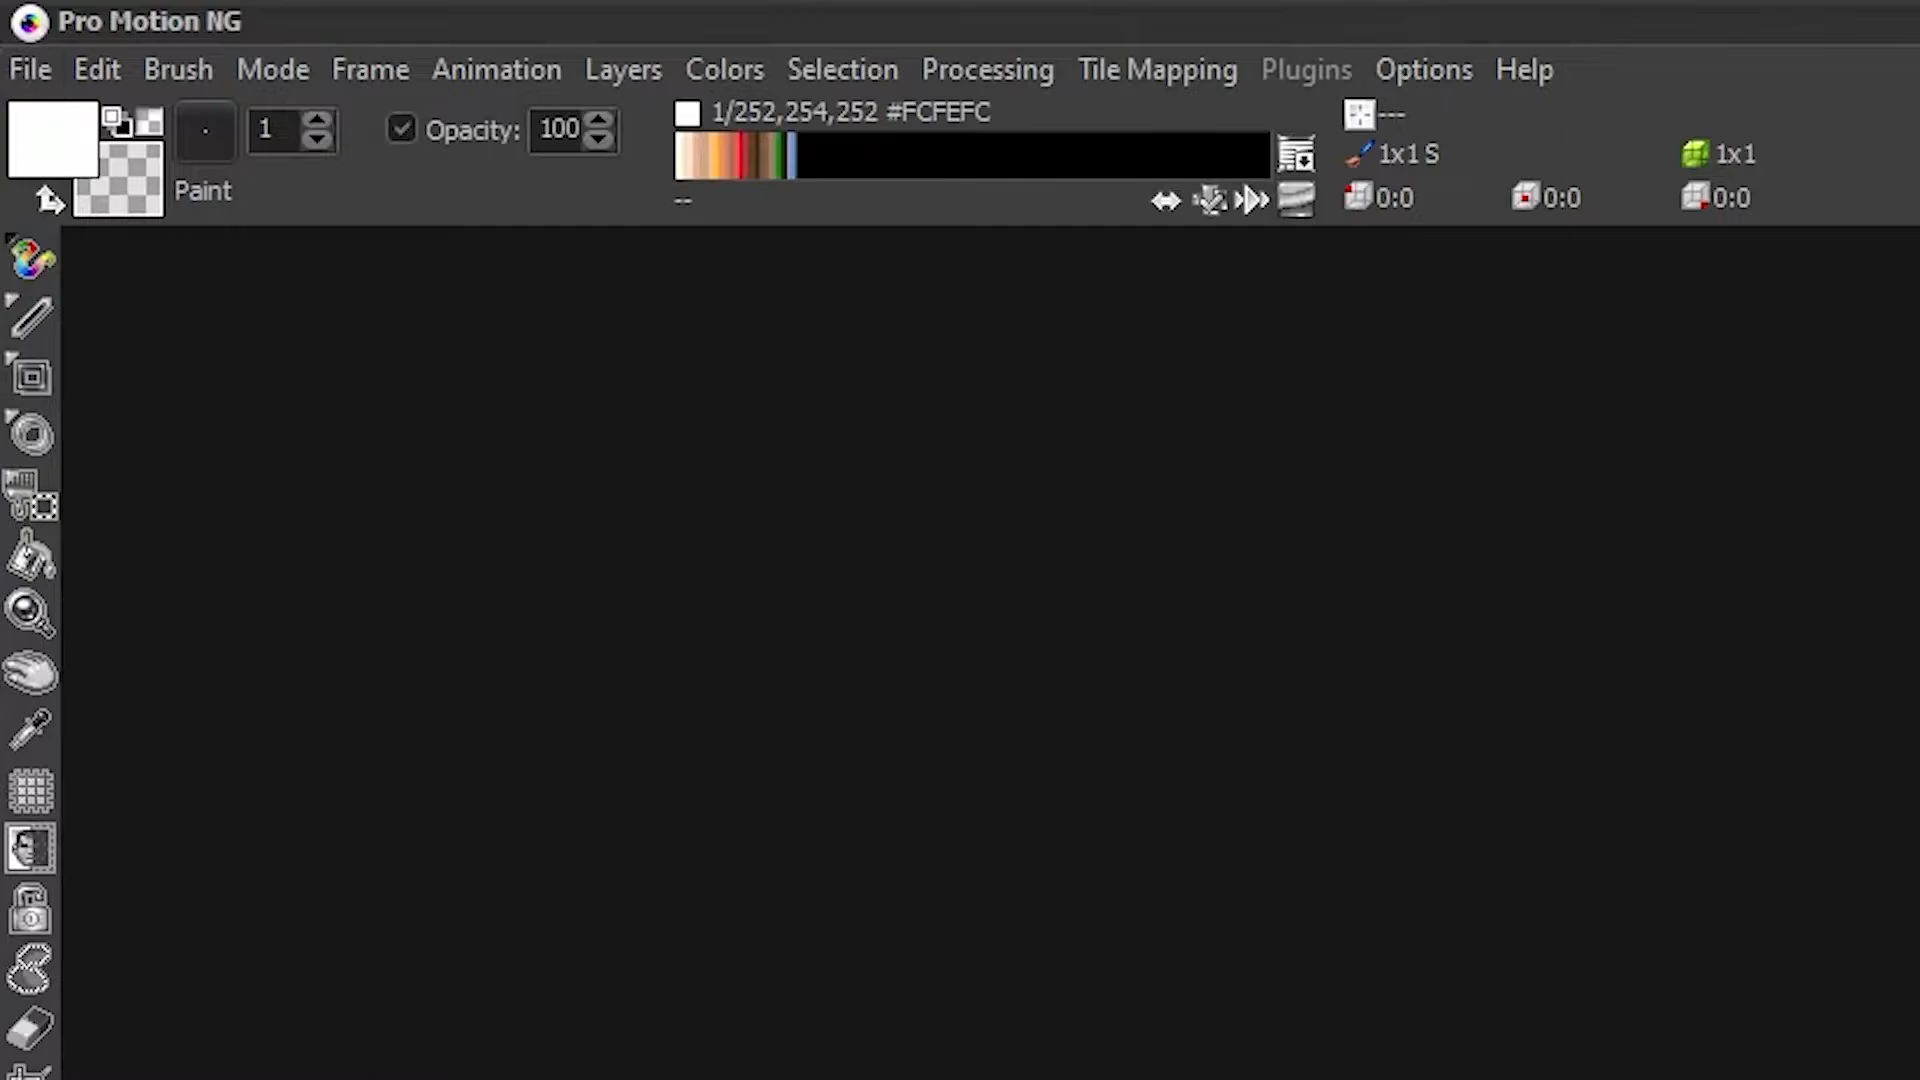 Pro Motion NG
File Edit Brush Mode Frame Animation Layers Colors Selection Processing Tile Mapping Plugins Options Help
1 Opacity: 100 1/252,254,252 #FCFEFC ---
1x1 S 1x1
Paint -- 0:0 0:0 0:0